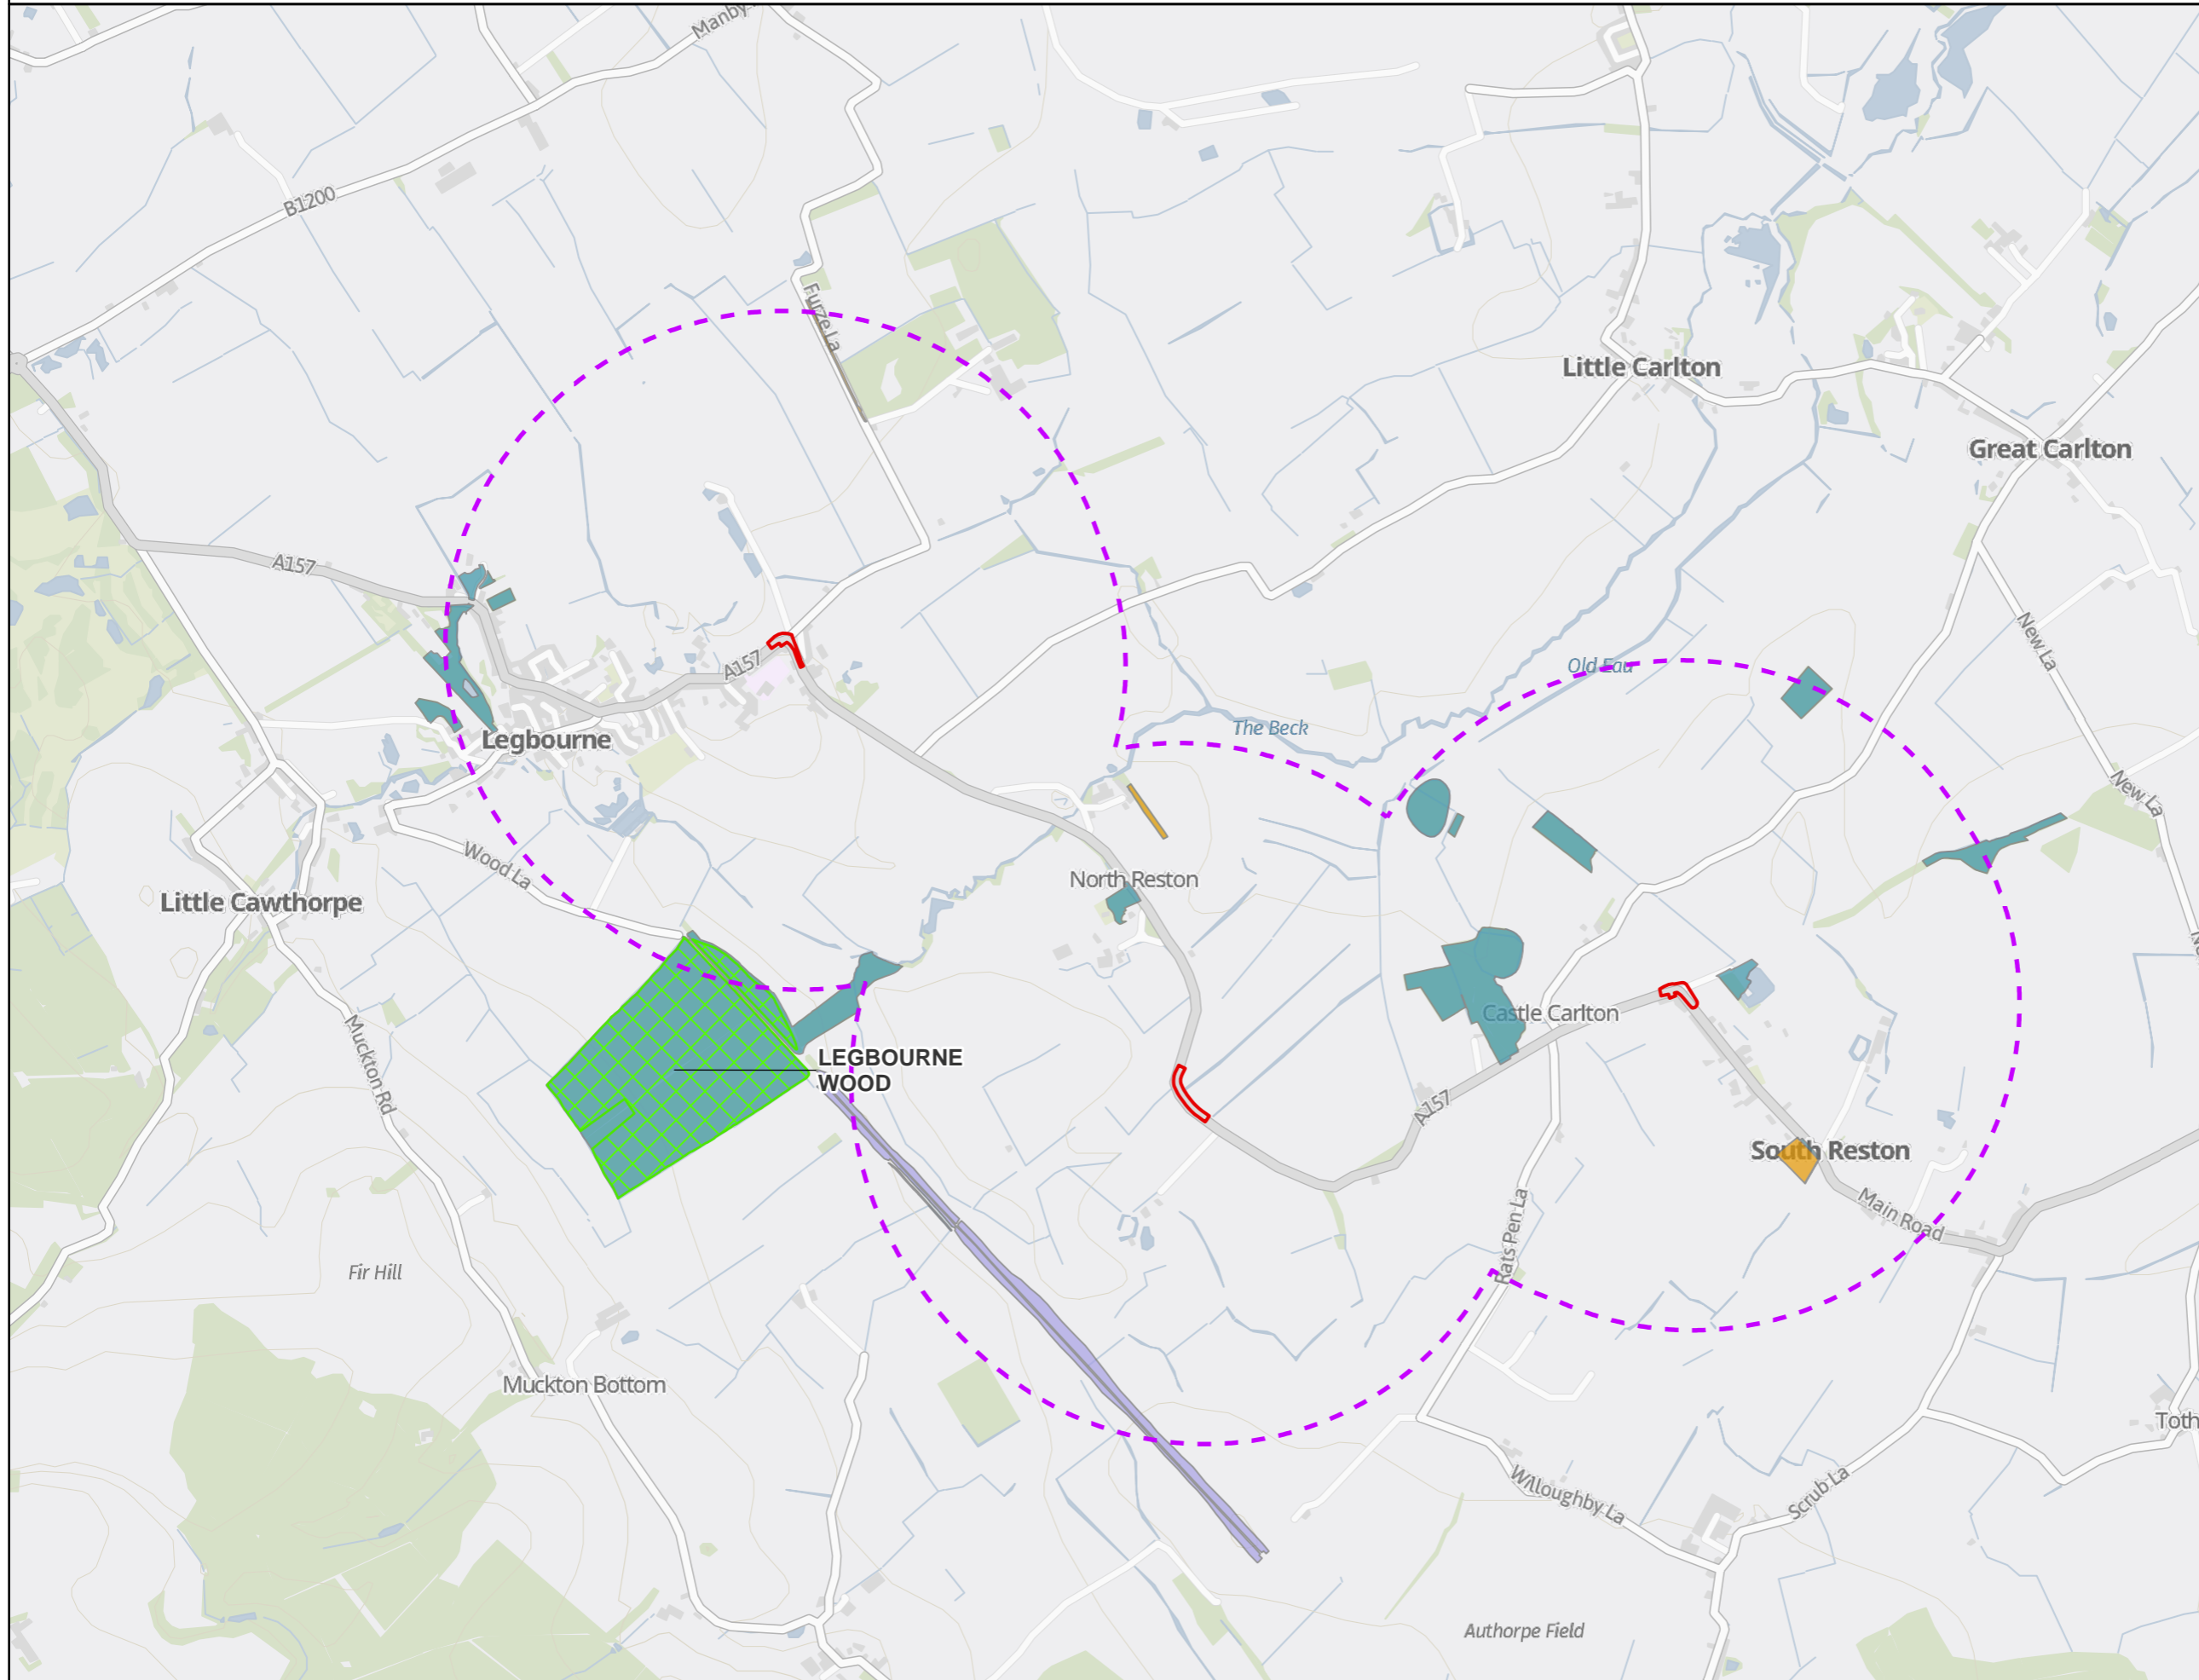 Manby
B1200
Furze La
Little Carlton
Great Carlton
A157
New La
Old Eau
A157
The Beck
Legbourne
New La
Wood La
North Reston
Little Cawthorpe
Castle Carlton
Muckton Rd
LEGBOURNE
WOOD
A157
South Reston
Main Road
Rats Pen La
Fir Hill
Muckton Bottom
Toth
Willoughby La
Scrub La
Authorpe Field